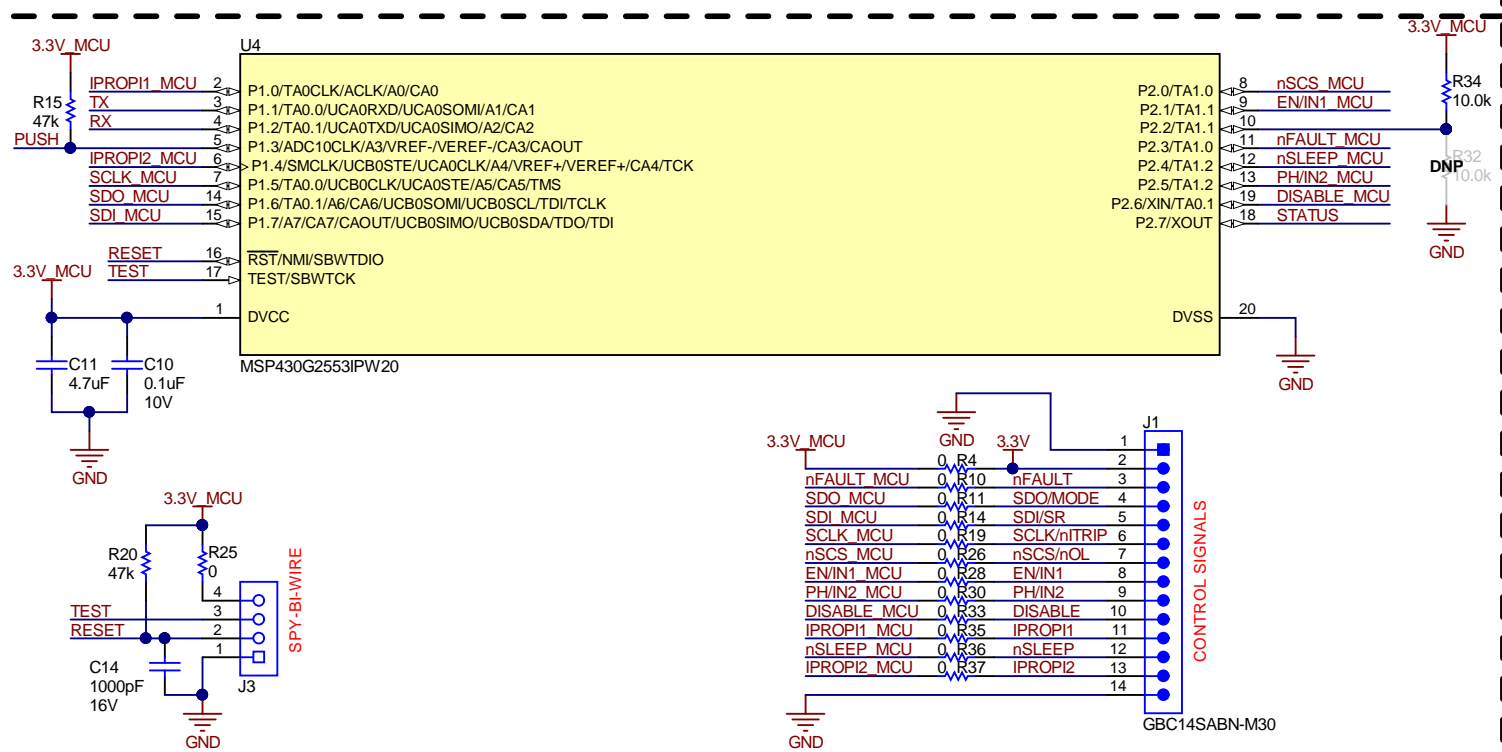 3.3V_MCU
R15
47k
PUSH
IPROPI1_MCU 2
TX 3
RX 4
5
IPROPI2_MCU 6
SCLK_MCU 7
SDO_MCU 14
SDI_MCU 15
RESET 16
TEST 17
1
U4
P1.0/TA0CLK/ACLK/A0/CA0
P1.1/TA0.0/UCA0RXD/UCA0SOMI/A1/CA1
P1.2/TA0.1/UCA0TXD/UCA0SIMO/A2/CA2
P1.3/ADC10CLK/A3/VREF-/VEREF-/CA3/CAOUT
P1.4/SMCLK/UCB0STE/UCA0CLK/A4/VREF+/VEREF+/CA4/TCK
P1.5/TA0.0/UCB0CLK/UCA0STE/A5/CA5/TMS
P1.6/TA0.1/A6/CA6/UCB0SOMI/UCB0SCL/TDI/TCLK
P1.7/A7/CA7/CAOUT/UCB0SIMO/UCB0SDA/TDO/TDI
RST/NMI/SBWTDIO
TEST/SBWTCK
DVCC
MSP430G2553IPW20
P2.0/TA1.0 8 nSCS_MCU
P2.1/TA1.1 9 EN/IN1_MCU
P2.2/TA1.1 10
P2.3/TA1.0 11 nFAULT_MCU
P2.4/TA1.2 12 nSLEEP_MCU
P2.5/TA1.2 13 PH/IN2_MCU
P2.6/XIN/TA0.1 19 DISABLE_MCU
P2.7/XOUT 18 STATUS
DVSS 20
GND
3.3V_MCU
R34
10.0k
R32
DNP
10.0k
GND
3.3V_MCU
C11
4.7uF
C10
0.1uF
10V
GND
3.3V_MCU
R20
47k
R25
0
4
TEST 3
RESET 2
1
C14
1000pF
16V
J3
SPY-BI-WIRE
GND
GND
J1
1
3.3V_MCU 0 R4 3.3V 2
nFAULT_MCU 0 R10 nFAULT 3
SDO_MCU 0 R11 SDO/MODE 4
SDI_MCU 0 R14 SDI/SR 5
SCLK_MCU 0 R19 SCLK/nITRIP 6
nSCS_MCU 0 R26 nSCS/nOL 7
EN/IN1_MCU 0 R28 EN/IN1 8
PH/IN2_MCU 0 R30 PH/IN2 9
DISABLE_MCU 0 R33 DISABLE 10
IPROPI1_MCU 0 R35 IPROPI1 11
nSLEEP_MCU 0 R36 nSLEEP 12
IPROPI2_MCU 0 R37 IPROPI2 13
14
GND
CONTROL SIGNALS
GBC14SABN-M30